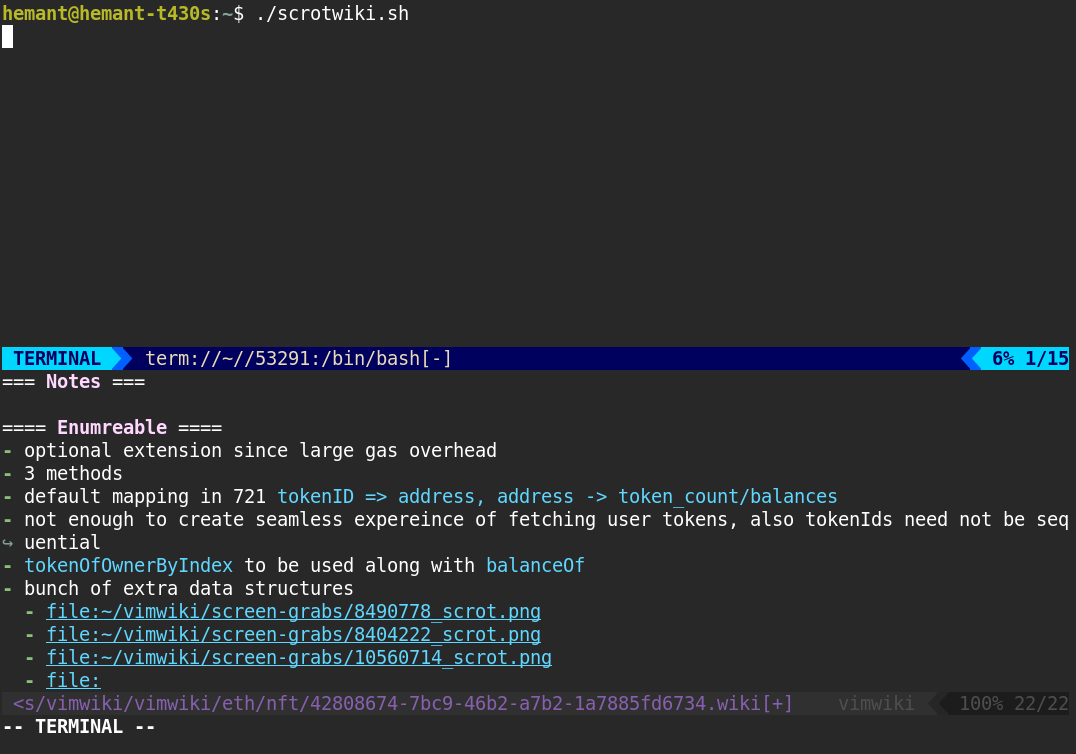 hemant@hemant-t430s:~$ ./scrotwiki.sh
TERMINAL term://~//53291:/bin/bash[-] 6% 1/15
=== Notes ===
==== Enumreable ====
- optional extension since large gas overhead
- 3 methods
- default mapping in 721 tokenID => address, address -> token_count/balances
- not enough to create seamless expereince of fetching user tokens, also tokenIds need not be seq
↪ uential
- tokenOfOwnerByIndex to be used along with balanceOf
- bunch of extra data structures
- file:~/vimwiki/screen-grabs/8490778_scrot.png
- file:~/vimwiki/screen-grabs/8404222_scrot.png
- file:~/vimwiki/screen-grabs/10560714_scrot.png
- file:
<s/vimwiki/vimwiki/eth/nft/42808674-7bc9-46b2-a7b2-1a7885fd6734.wiki[+] vimwiki 100% 22/22
-- TERMINAL --